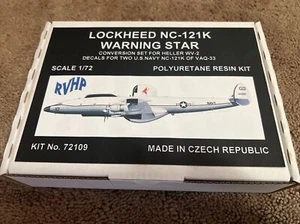 LOCKHEED NC-121K
WARNING STAR
CONVERSION SET FOR HELLER WV-2
DECALS FOR TWO U.S.NAVY NC-121K OF VAQ-33
SCALE 1/72 POLYURETANE RESIN KIT
RVHP
NAVY
KIT No. 72109 MADE IN CZECH REPUBLIC